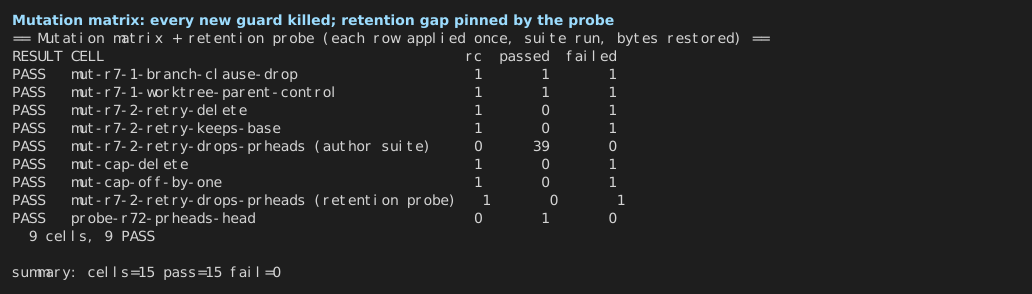 Mutation matrix: every new guard killed; retention gap pinned by the probe
== Mutation matrix + retention probe (each row applied once, suite run, bytes restored) ==
RESULT CELL rc passed failed
PASS mut-r7-1-branch-clause-drop 1 1 1
PASS mut-r7-1-worktree-parent-control 1 1 1
PASS mut-r7-2-retry-delete 1 0 1
PASS mut-r7-2-retry-keeps-base 1 0 1
PASS mut-r7-2-retry-drops-prheads (author suite) 0 39 0
PASS mut-cap-delete 1 0 1
PASS mut-cap-off-by-one 1 0 1
PASS mut-r7-2-retry-drops-prheads (retention probe) 1 0 1
PASS probe-r72-prheads-head 0 1 0
9 cells, 9 PASS
summary: cells=15 pass=15 fail=0